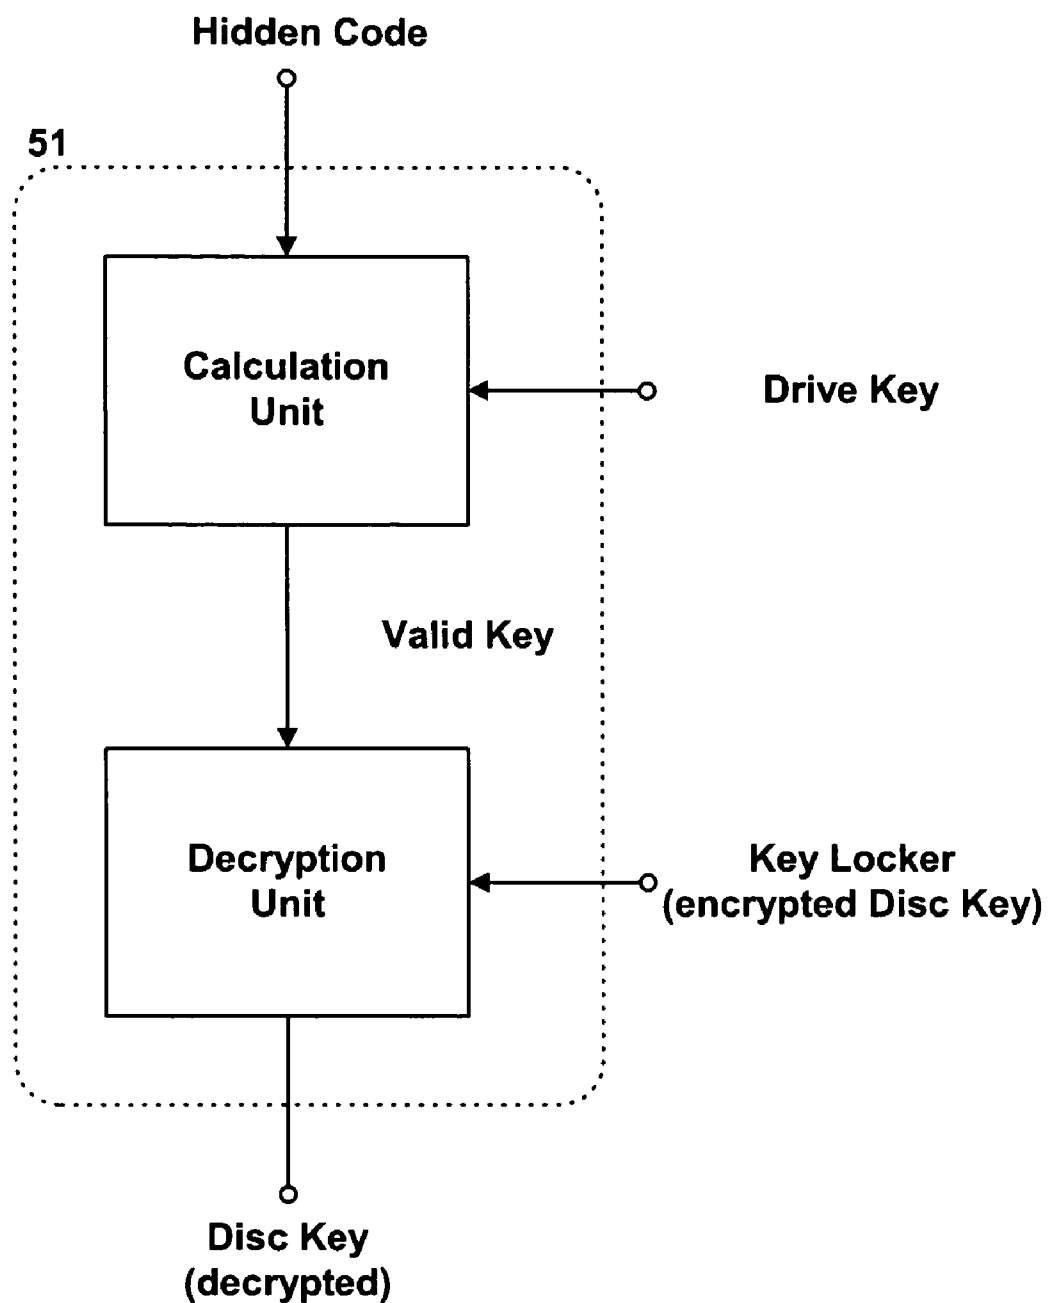 Hidden Code
51
Calculation
Unit
Drive Key
Valid Key
Decryption
Unit
Key Locker
(encrypted Disc Key)
Disc Key
(decrypted)